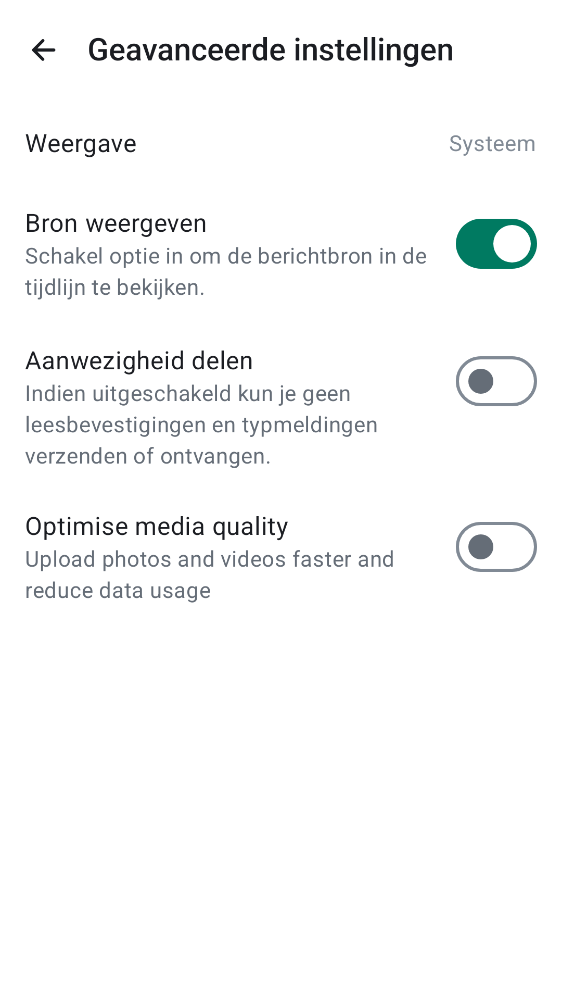 Geavanceerde instellingen
Weergave
Systeem
Bron weergeven
Schakel optie in om de berichtbron in de
tijdlijn te bekijken.
Aanwezigheid delen
Indien uitgeschakeld kun je geen
leesbevestigingen en typmeldingen
verzenden of ontvangen.
Optimise media quality
Upload photos and videos faster and
reduce data usage